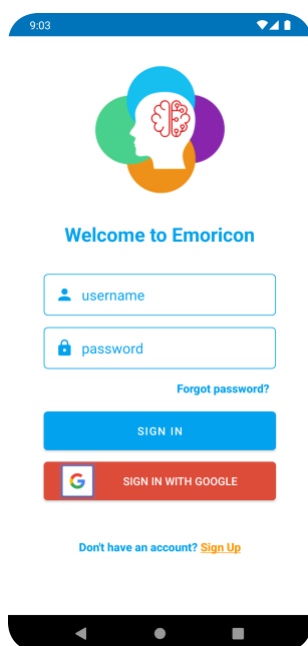 9:03
Welcome to Emoricon
username
password
Forgot password?
SIGN IN
G
SIGN IN WITH GOOGLE
Don't have an account? Sign Up